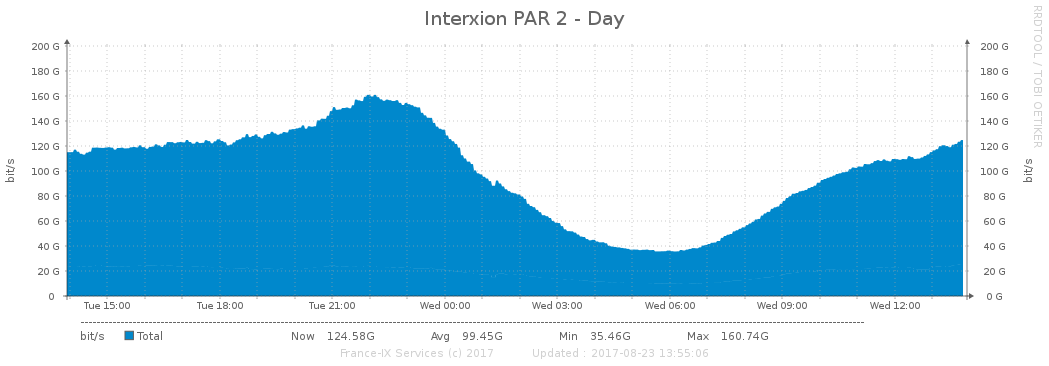 Interxion PAR 2 - Day
RRDTOOL / TOBI OETIKER
200 G 200 G
180 G 180 G
160 G 160 G
140 G 140 G
120 G 120 G
100 G 100 G
80 G 80 G
60 G 60 G
40 G 40 G
20 G 20 G
0 0 G
bit/s bit/s
Tue 15:00 Tue 18:00 Tue 21:00 Wed 00:00 Wed 03:00 Wed 06:00 Wed 09:00 Wed 12:00
bit/s Total Now 124.58G Avg 99.45G Min 35.46G Max 160.74G
France-IX Services (c) 2017 Updated : 2017-08-23 13:55:06